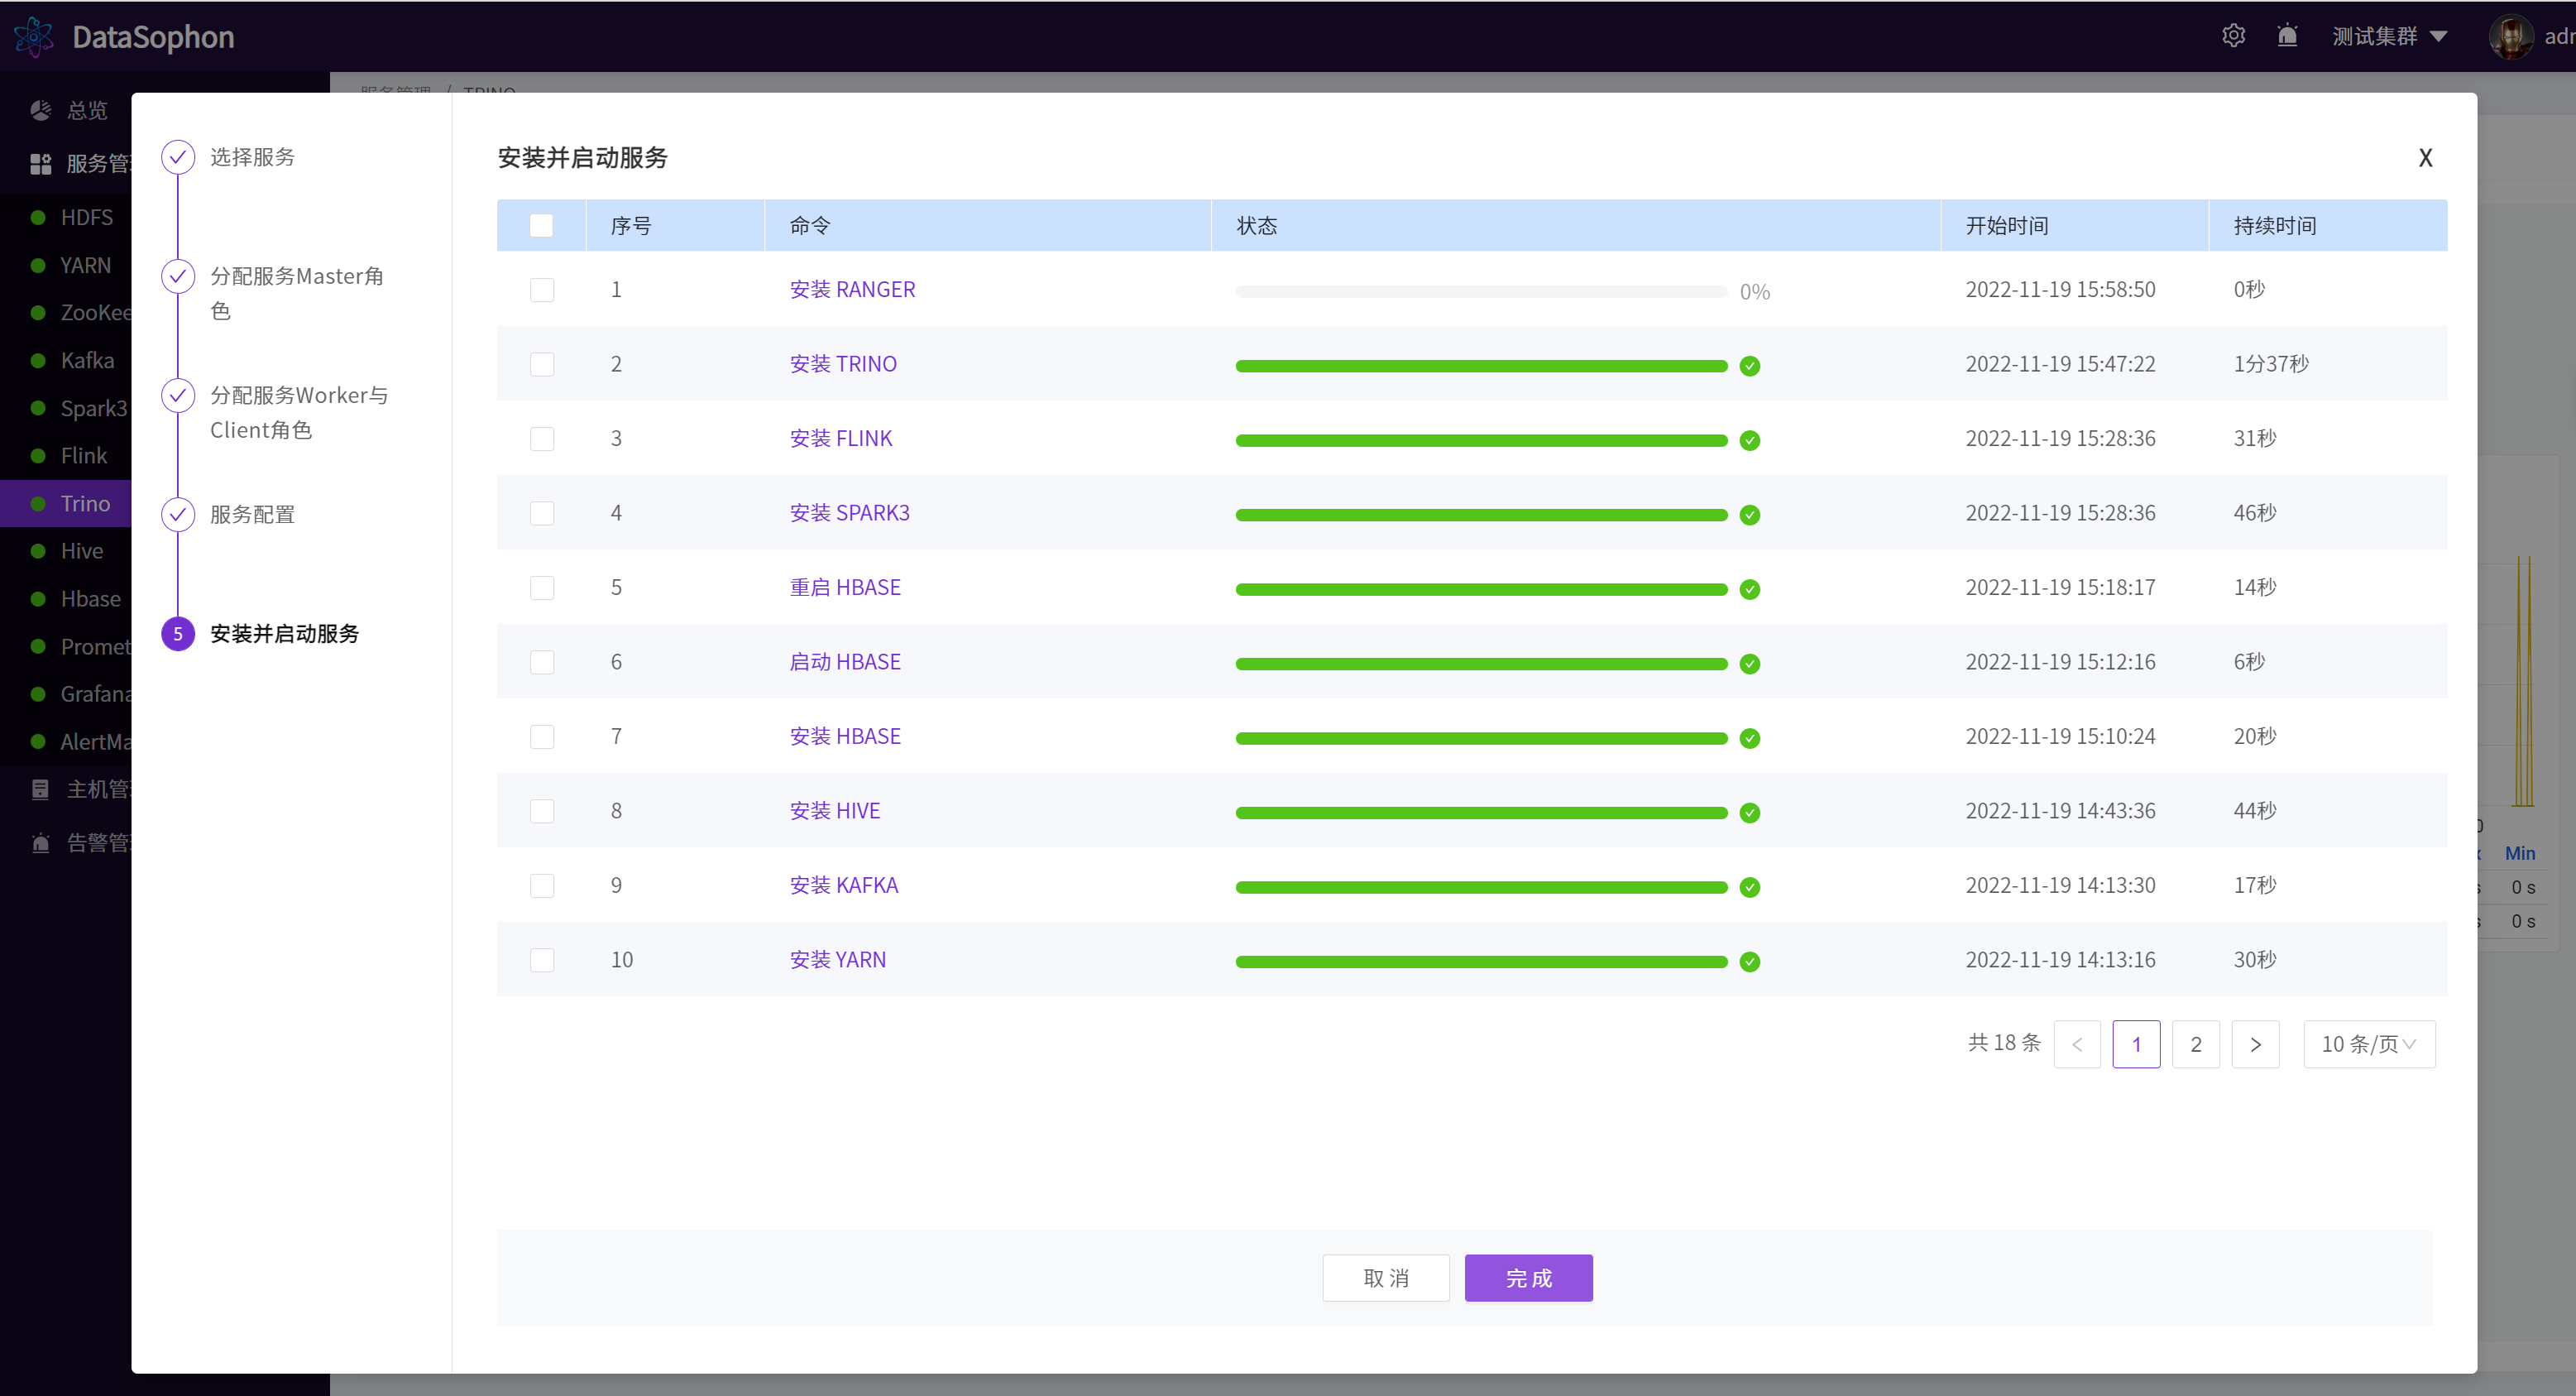 DataSophon
测试集群
总览
服务管
HDFS
YARN
ZooKee
Kafka
Spark3
Flink
Trino
Hive
Hbase
Promet
Grafana
AlertMa
主机管
告警管
服务管理 / TRINO
选择服务
分配服务Master角
色
分配服务Worker与
Client角色
服务配置
5 安装并启动服务
安装并启动服务 X
序号 命令 状态 开始时间 持续时间
1 安装 RANGER 0% 2022-11-19 15:58:50 0秒
2 安装 TRINO 2022-11-19 15:47:22 1分37秒
3 安装 FLINK 2022-11-19 15:28:36 31秒
4 安装 SPARK3 2022-11-19 15:28:36 46秒
5 重启 HBASE 2022-11-19 15:18:17 14秒
6 启动 HBASE 2022-11-19 15:12:16 6秒
7 安装 HBASE 2022-11-19 15:10:24 20秒
8 安装 HIVE 2022-11-19 14:43:36 44秒
9 安装 KAFKA 2022-11-19 14:13:30 17秒
10 安装 YARN 2022-11-19 14:13:16 30秒
共 18 条 < 1 2 > 10 条/页
取 消 完 成
Min
0 s
0 s